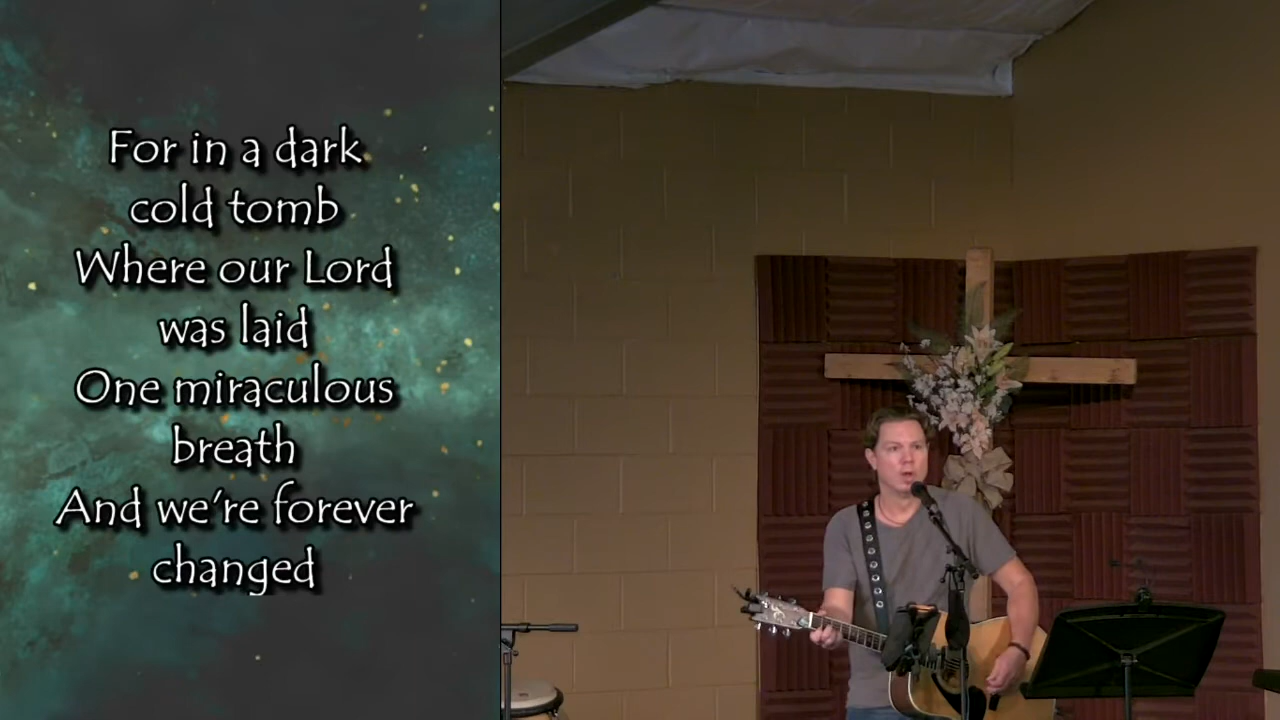 For in a dark
cold tomb
Where our Lord
was laid
One miraculous
breath
And we're forever
changed